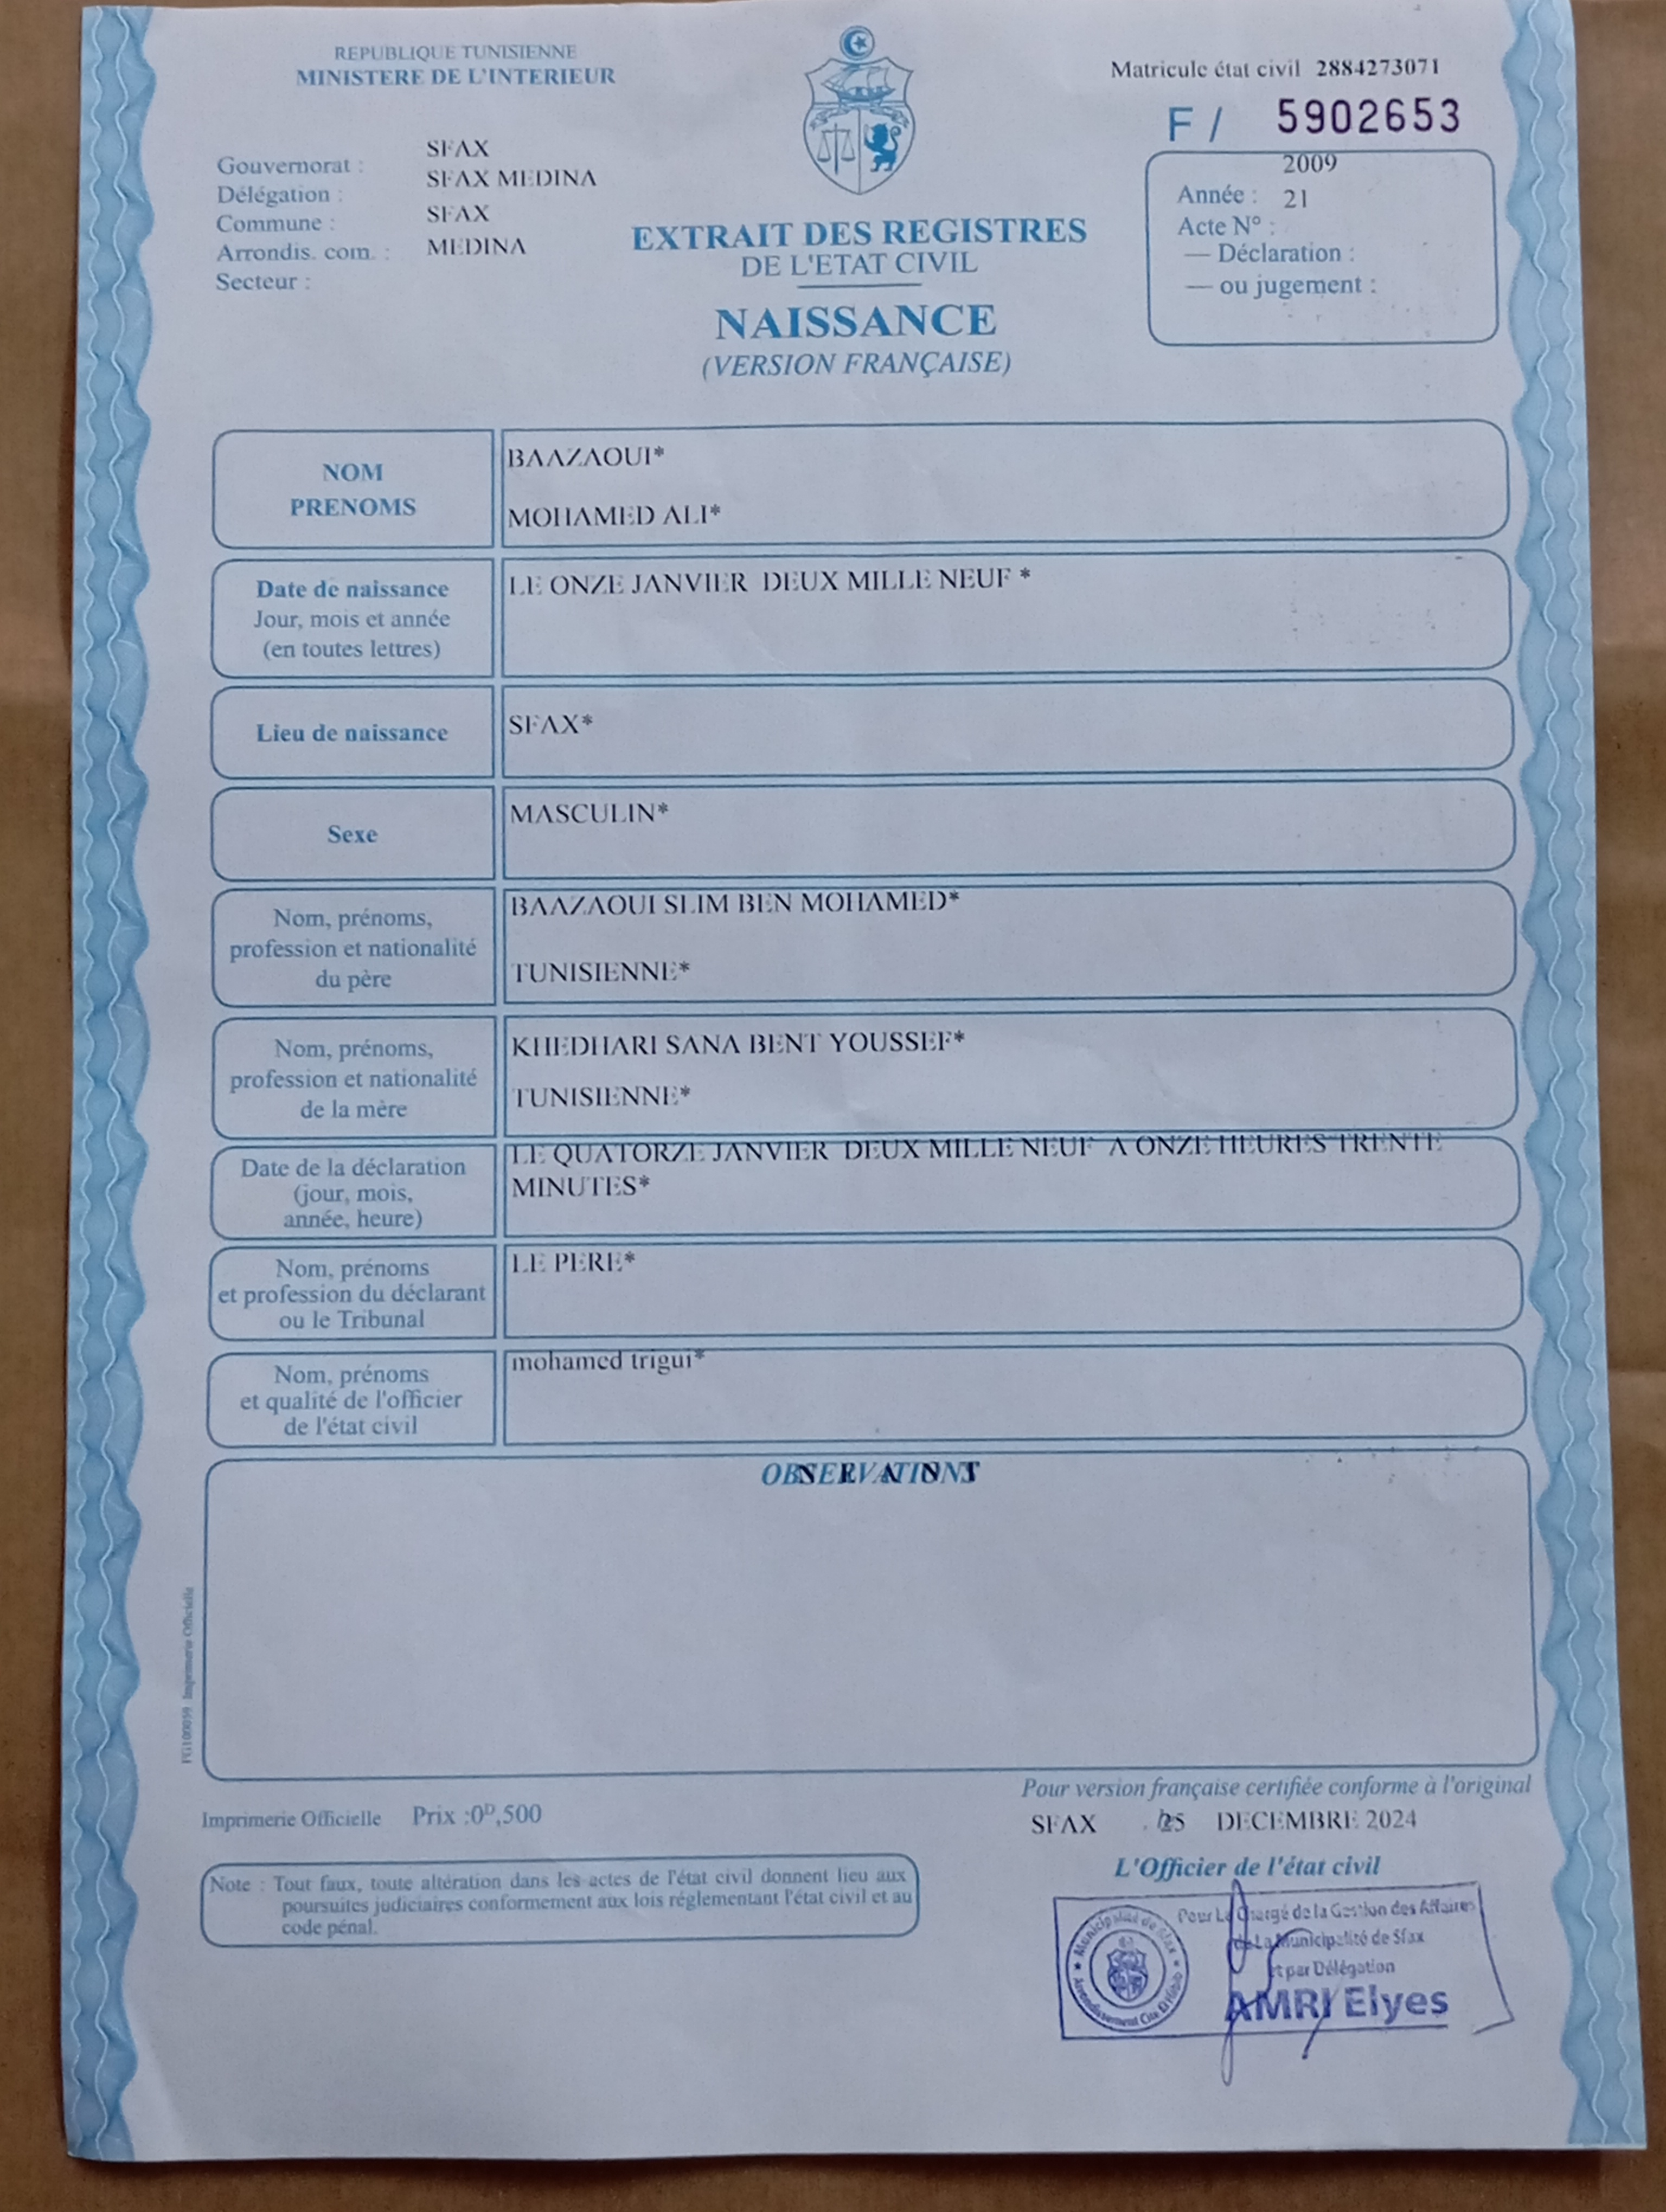 REPUBLIQUE TUNISIENNE
MINISTERE DE L'INTERIEUR
Matricule état civil 2884273071
F / 5902653
Gouvernorat : SFAX
Délégation : SFAX MEDINA
Commune : SFAX
Arrondis. com. : MEDINA
Secteur :
2009
Année : 21
Acte N° :
— Déclaration :
— ou jugement :
EXTRAIT DES REGISTRES
DE L'ETAT CIVIL
NAISSANCE
(VERSION FRANÇAISE)
NOM
PRENOMS
BAAZAOUI*
MOHAMED ALI*
Date de naissance
Jour, mois et année
(en toutes lettres)
LE ONZE JANVIER DEUX MILLE NEUF *
Lieu de naissance
SFAX*
Sexe
MASCULIN*
Nom, prénoms,
profession et nationalité
du père
BAAZAOUI SLIM BEN MOHAMED*
TUNISIENNE*
Nom, prénoms,
profession et nationalité
de la mère
KHEDHARI SANA BENT YOUSSEF*
TUNISIENNE*
Date de la déclaration
(jour, mois,
année, heure)
LE QUATORZE JANVIER DEUX MILLE NEUF A ONZE HEURES TRENTE
MINUTES*
Nom, prénoms
et profession du déclarant
ou le Tribunal
LE PERE*
Nom, prénoms
et qualité de l'officier
de l'état civil
mohamed trigui*
OBSERVATIONS
PG100059 Imprimerie Officielle
Pour version française certifiée conforme à l'original
Imprimerie Officielle Prix :0D,500
SFAX 25 DECEMBRE 2024
L'Officier de l'état civil
Note : Tout faux, toute altération dans les actes de l'état civil donnent lieu aux
poursuites judiciaires conformement aux lois réglementant l'état civil et au
code pénal.
Municipalité de Sfax
Arrondissement Cité El Habib
Pour Le Chargé de la Gestion des Affaires
de La Municipalité de Sfax
et par Délégation
AMRI Elyes